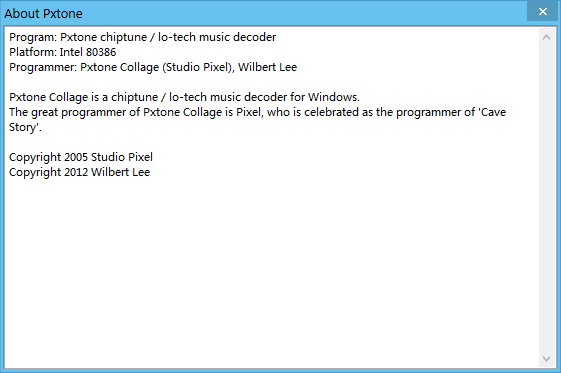 About Pxtone
Program: Pxtone chiptune / lo-tech music decoder
Platform: Intel 80386
Programmer: Pxtone Collage (Studio Pixel), Wilbert Lee
Pxtone Collage is a chiptune / lo-tech music decoder for Windows.
The great programmer of Pxtone Collage is Pixel, who is celebrated as the programmer of 'Cave
Story'.
Copyright 2005 Studio Pixel
Copyright 2012 Wilbert Lee